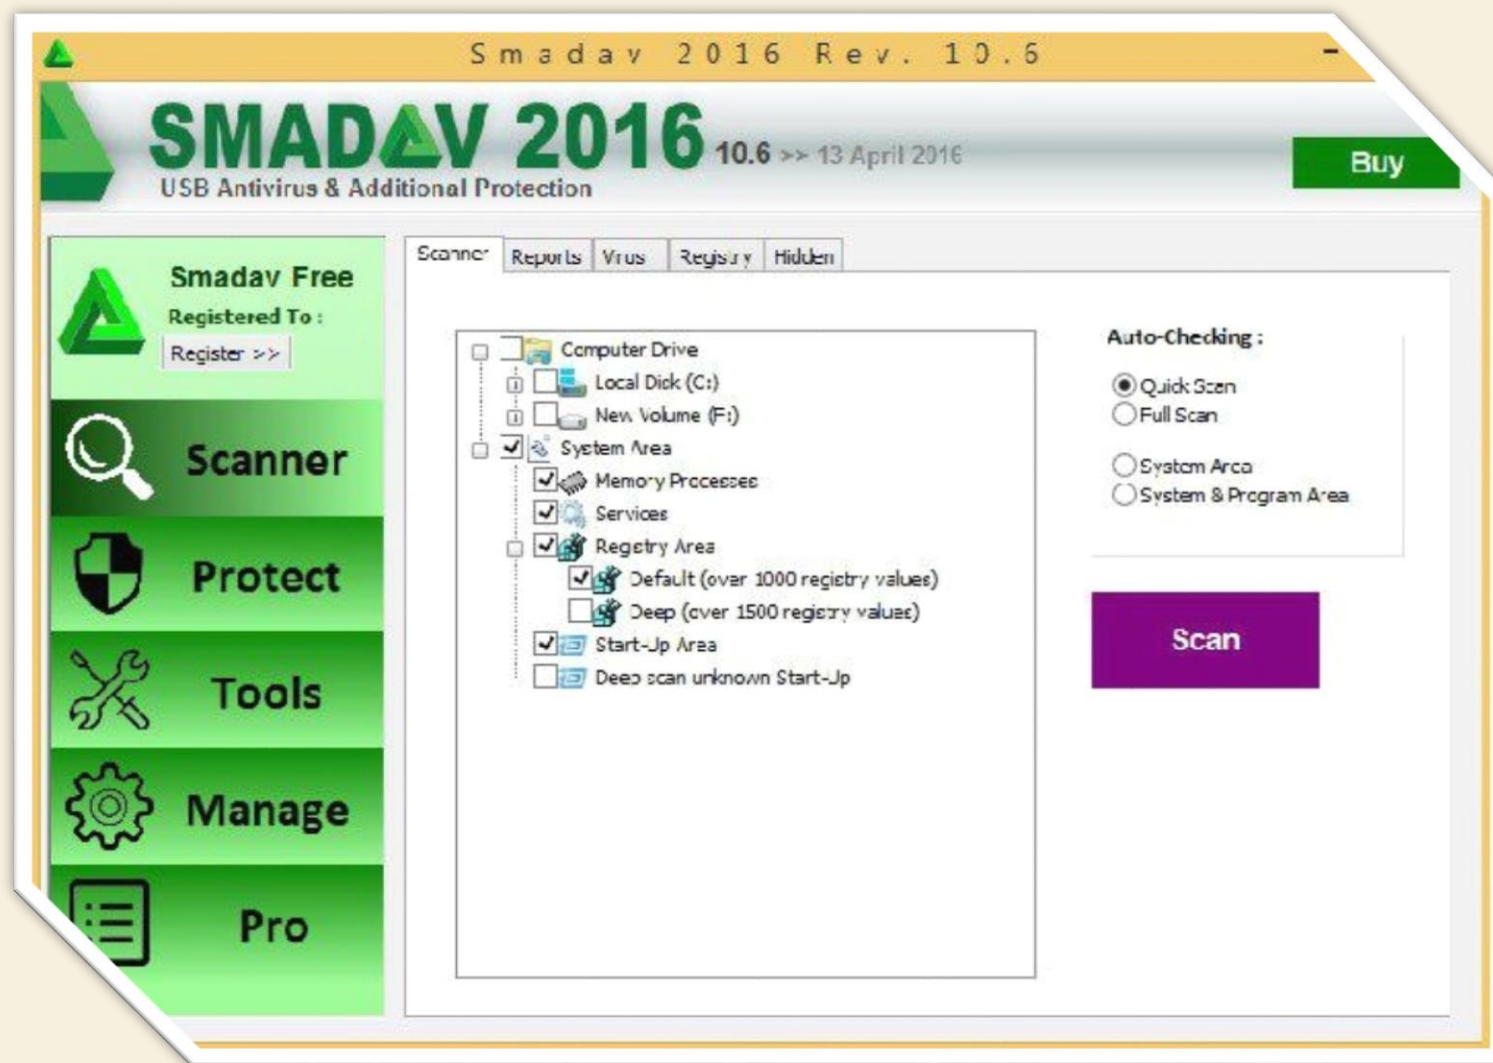 Smadav 2016 Rev. 10.6
SMADAV 2016 10.6 >> 13 April 2016
USB Antivirus & Additional Protection
Buy
Smadav Free
Registered To :
Register >>
Scanner
Protect
Tools
Manage
Pro
Scanner Reports Virus Registry Hidden
Computer Drive
Local Disk (C:)
New Volume (F:)
System Area
Memory Processes
Services
Registry Area
Default (over 1000 registry values)
Deep (over 1500 registry values)
Start-Up Area
Deep scan unknown Start-Up
Auto-Checking :
Quick Scan
Full Scan
System Area
System & Program Area
Scan